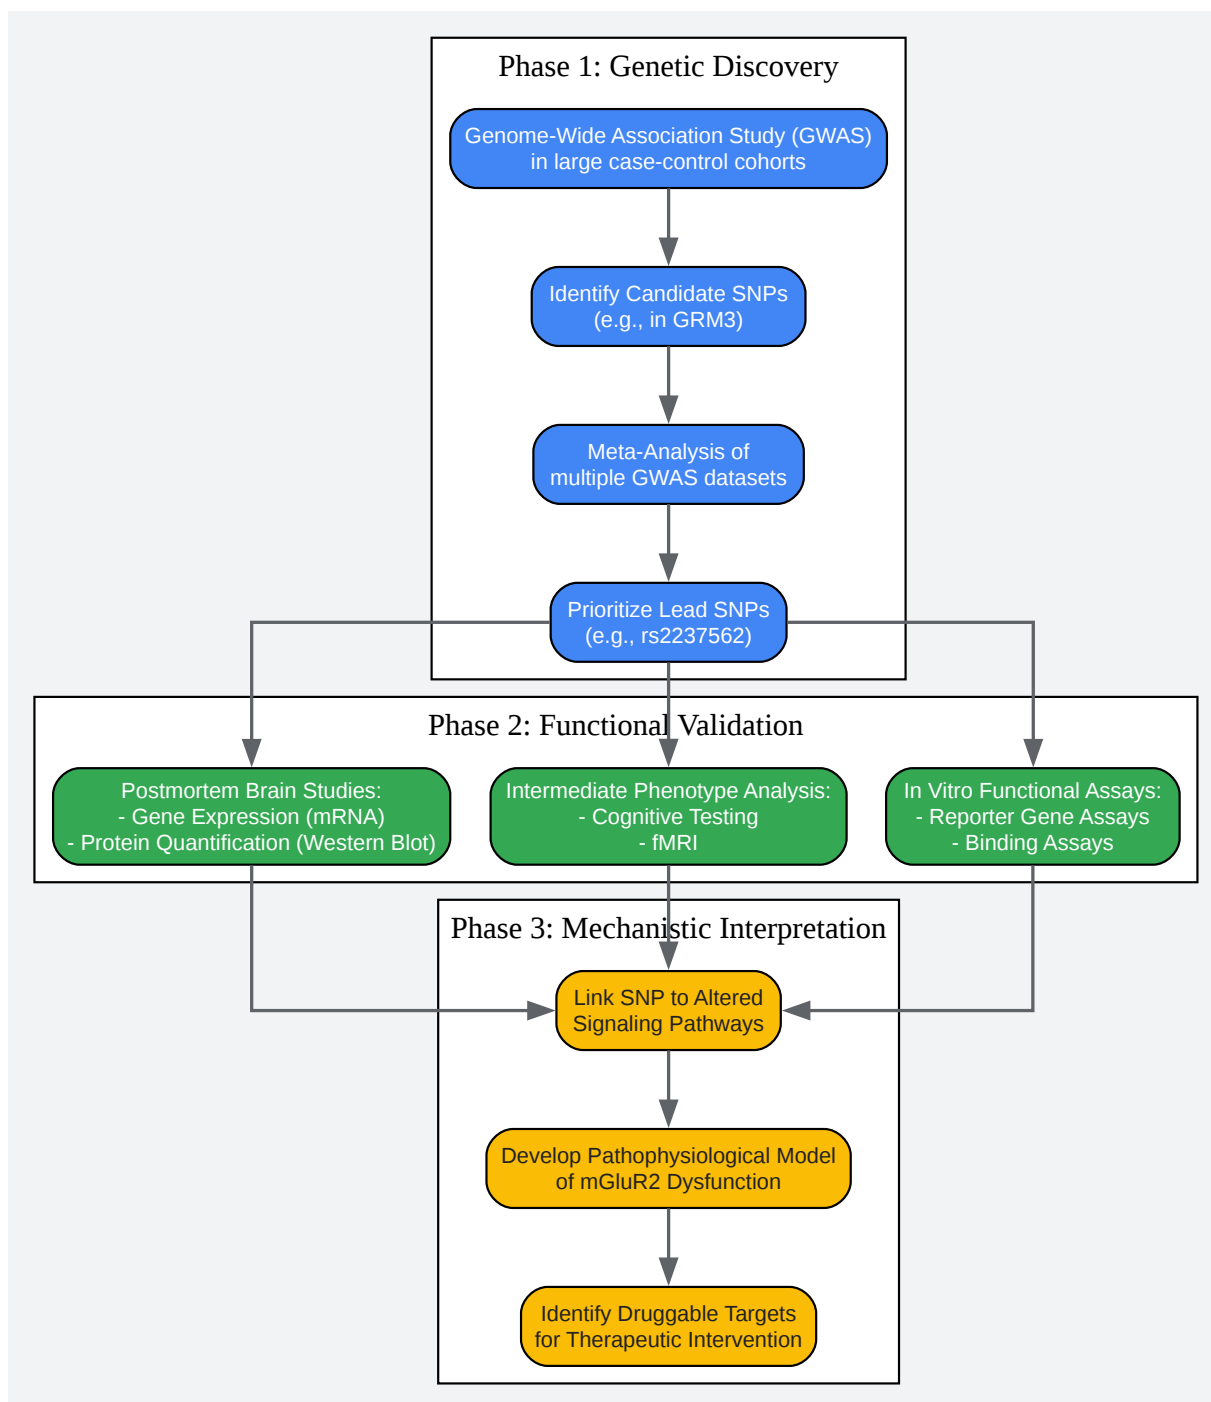 Phase 1: Genetic Discovery
Genome-Wide Association Study (GWAS)
in large case-control cohorts
Identify Candidate SNPs
(e.g., in GRM3)
Meta-Analysis of
multiple GWAS datasets
Prioritize Lead SNPs
(e.g., rs2237562)
Phase 2: Functional Validation
Postmortem Brain Studies:
- Gene Expression (mRNA)
- Protein Quantification (Western Blot)
Intermediate Phenotype Analysis:
- Cognitive Testing
- fMRI
In Vitro Functional Assays:
- Reporter Gene Assays
- Binding Assays
Phase 3: Mechanistic Interpretation
Link SNP to Altered
Signaling Pathways
Develop Pathophysiological Model
of mGluR2 Dysfunction
Identify Druggable Targets
for Therapeutic Intervention